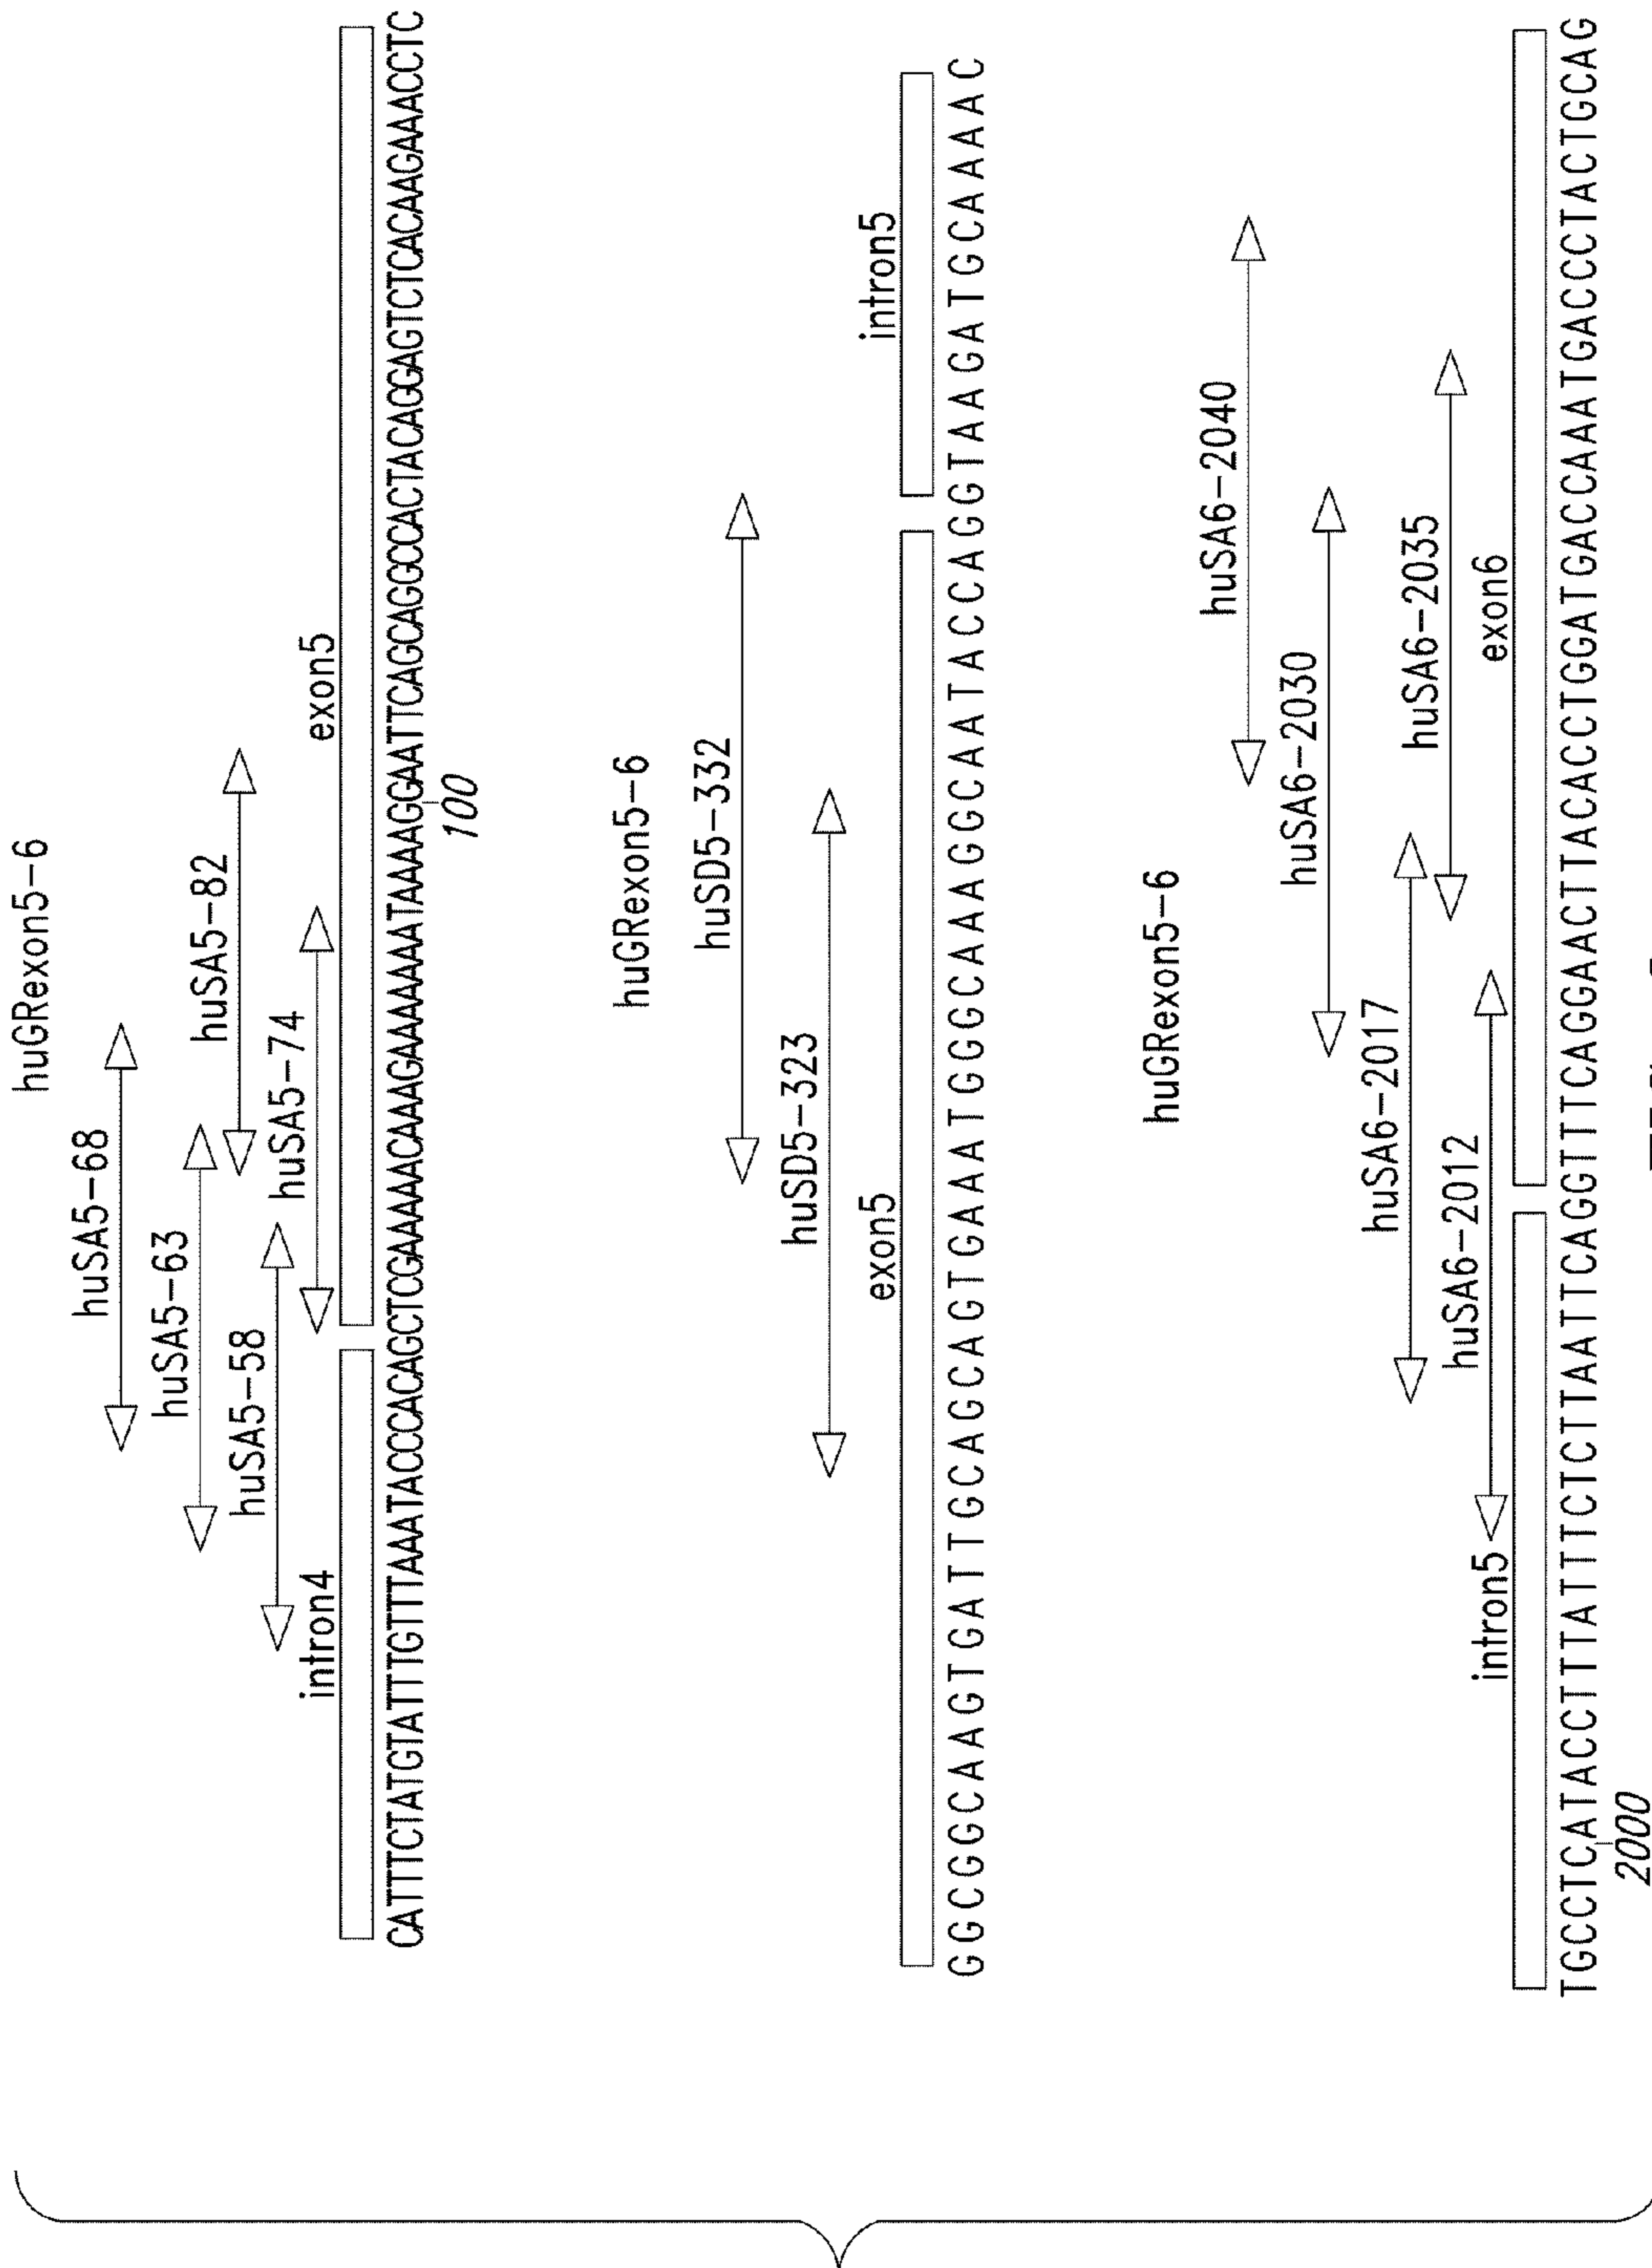 huGRexon5-6
huSA5-68
huSA5-63
huSA5-82
huSA5-58
huSA5-74
intron4
exon5
CATTTCTATGTATTTGTTTAAATACCCACAGCTCGAAAAACAAAGAAAAAAATAAAAGGAATTCAGCAGGCCACTACAGGAGTCTCACAAGAAACCTC
100
huGRexon5-6
huSD5-332
huSD5-323
exon5
intron5
GGCGGCAAGTGATTGCAGCAGTGAAATGGGCAAAGGCAATACCAGGTAAGATGCAAAAC
huGRexon5-6
huSA6-2040
huSA6-2030
huSA6-2017
huSA6-2035
huSA6-2012
intron5
exon6
TGCCTCATACCTTTATTTCTCTTAATTCAGGTTTCAGGAACTTACACCTGGATGACCAAATGACCCTACTGCAG
2000